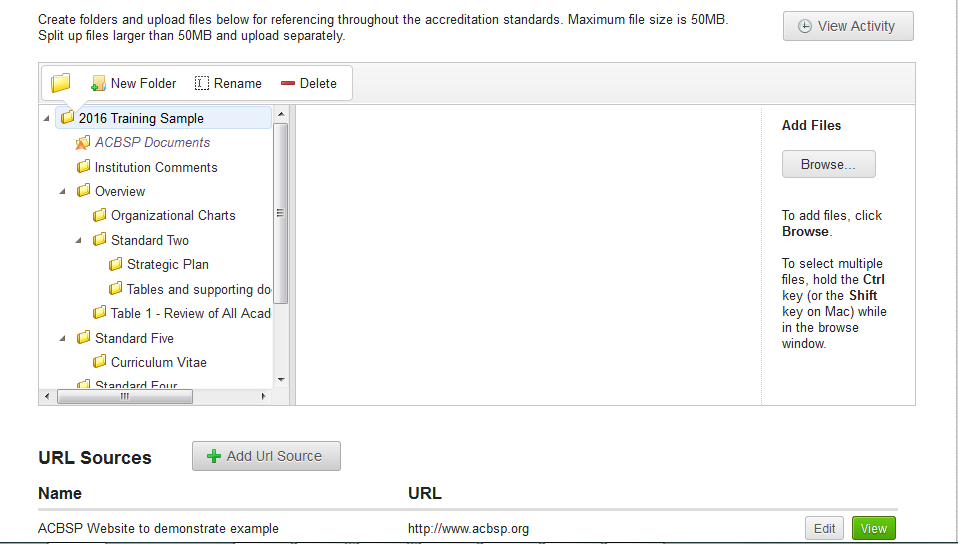 Create folders and upload files below for referencing throughout the accreditation standards. Maximum file size is 50MB.
Split up files larger than 50MB and upload separately.
View Activity
New Folder
Rename
Delete
2016 Training Sample
ACBSP Documents
Institution Comments
Overview
Organizational Charts
Standard Two
Strategic Plan
Tables and supporting do
Table 1 - Review of All Acad
Standard Five
Curriculum Vitae
Standard Four
Add Files
Browse...
To add files, click
Browse.
To select multiple
files, hold the Ctrl
key (or the Shift
key on Mac) while
in the browse
window.
URL Sources
Add Url Source
Name URL
ACBSP Website to demonstrate example http://www.acbsp.org Edit View